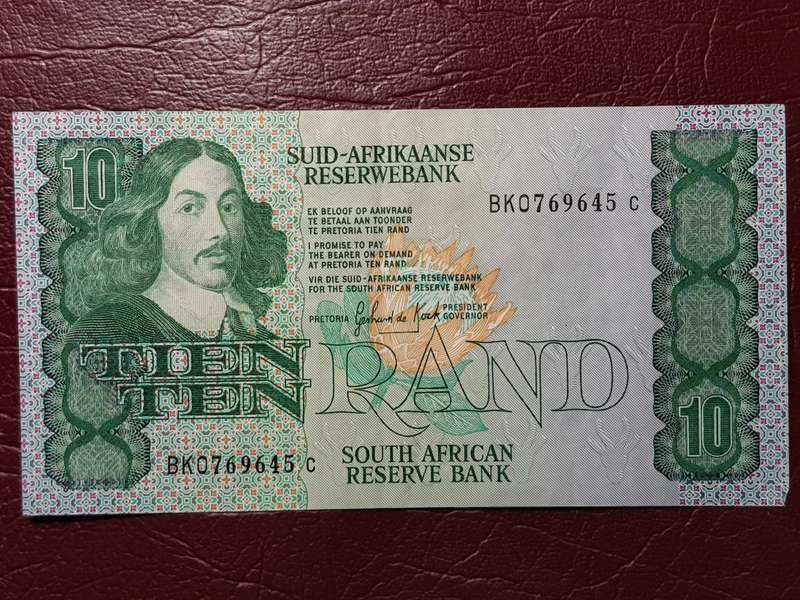 10
SUID-AFRIKAANSE
RESERWEBANK
BK0769645 C
EK BELOOF OP AANVRAAG
TE BETAAL AAN TOONDER
TE PRETORIA TIEN RAND
I PROMISE TO PAY
THE BEARER ON DEMAND
AT PRETORIA TEN RAND
VIR DIE SUID-AFRIKAANSE RESERWEBANK
FOR THE SOUTH AFRICAN RESERVE BANK
PRETORIA Gerhard de Kock PRESIDENT
GOVERNOR
TIEN
TEN
RAND
10
BK0769645 C
SOUTH AFRICAN
RESERVE BANK